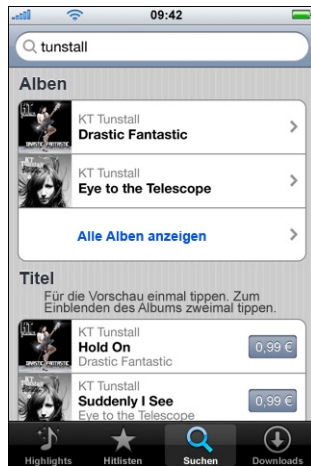 09:42
tunstall
Alben
KT Tunstall
Drastic Fantastic
KT Tunstall
Eye to the Telescope
Alle Alben anzeigen
Titel
Für die Vorschau einmal tippen. Zum
Einblenden des Albums zweimal tippen.
KT Tunstall
Hold On
0,99 €
Drastic Fantastic
KT Tunstall
Suddenly I See
0,99 €
Eye to the Telescope
Highlights
Hitlisten
Suchen
Downloads